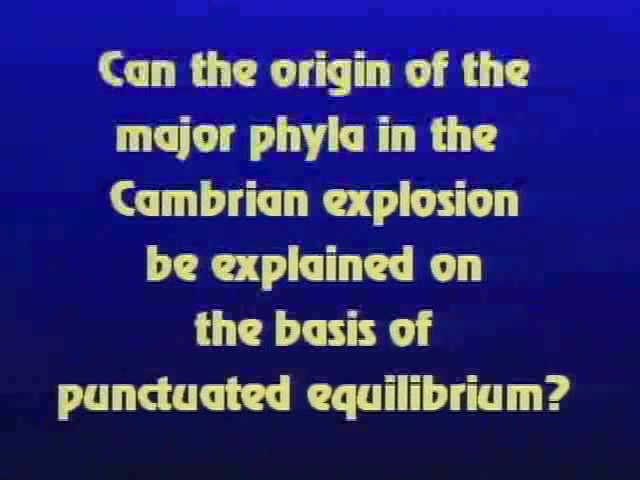 Can the origin of the
major phyla in the
Cambrian explosion
be explained on
the basis of
punctuated equilibrium?